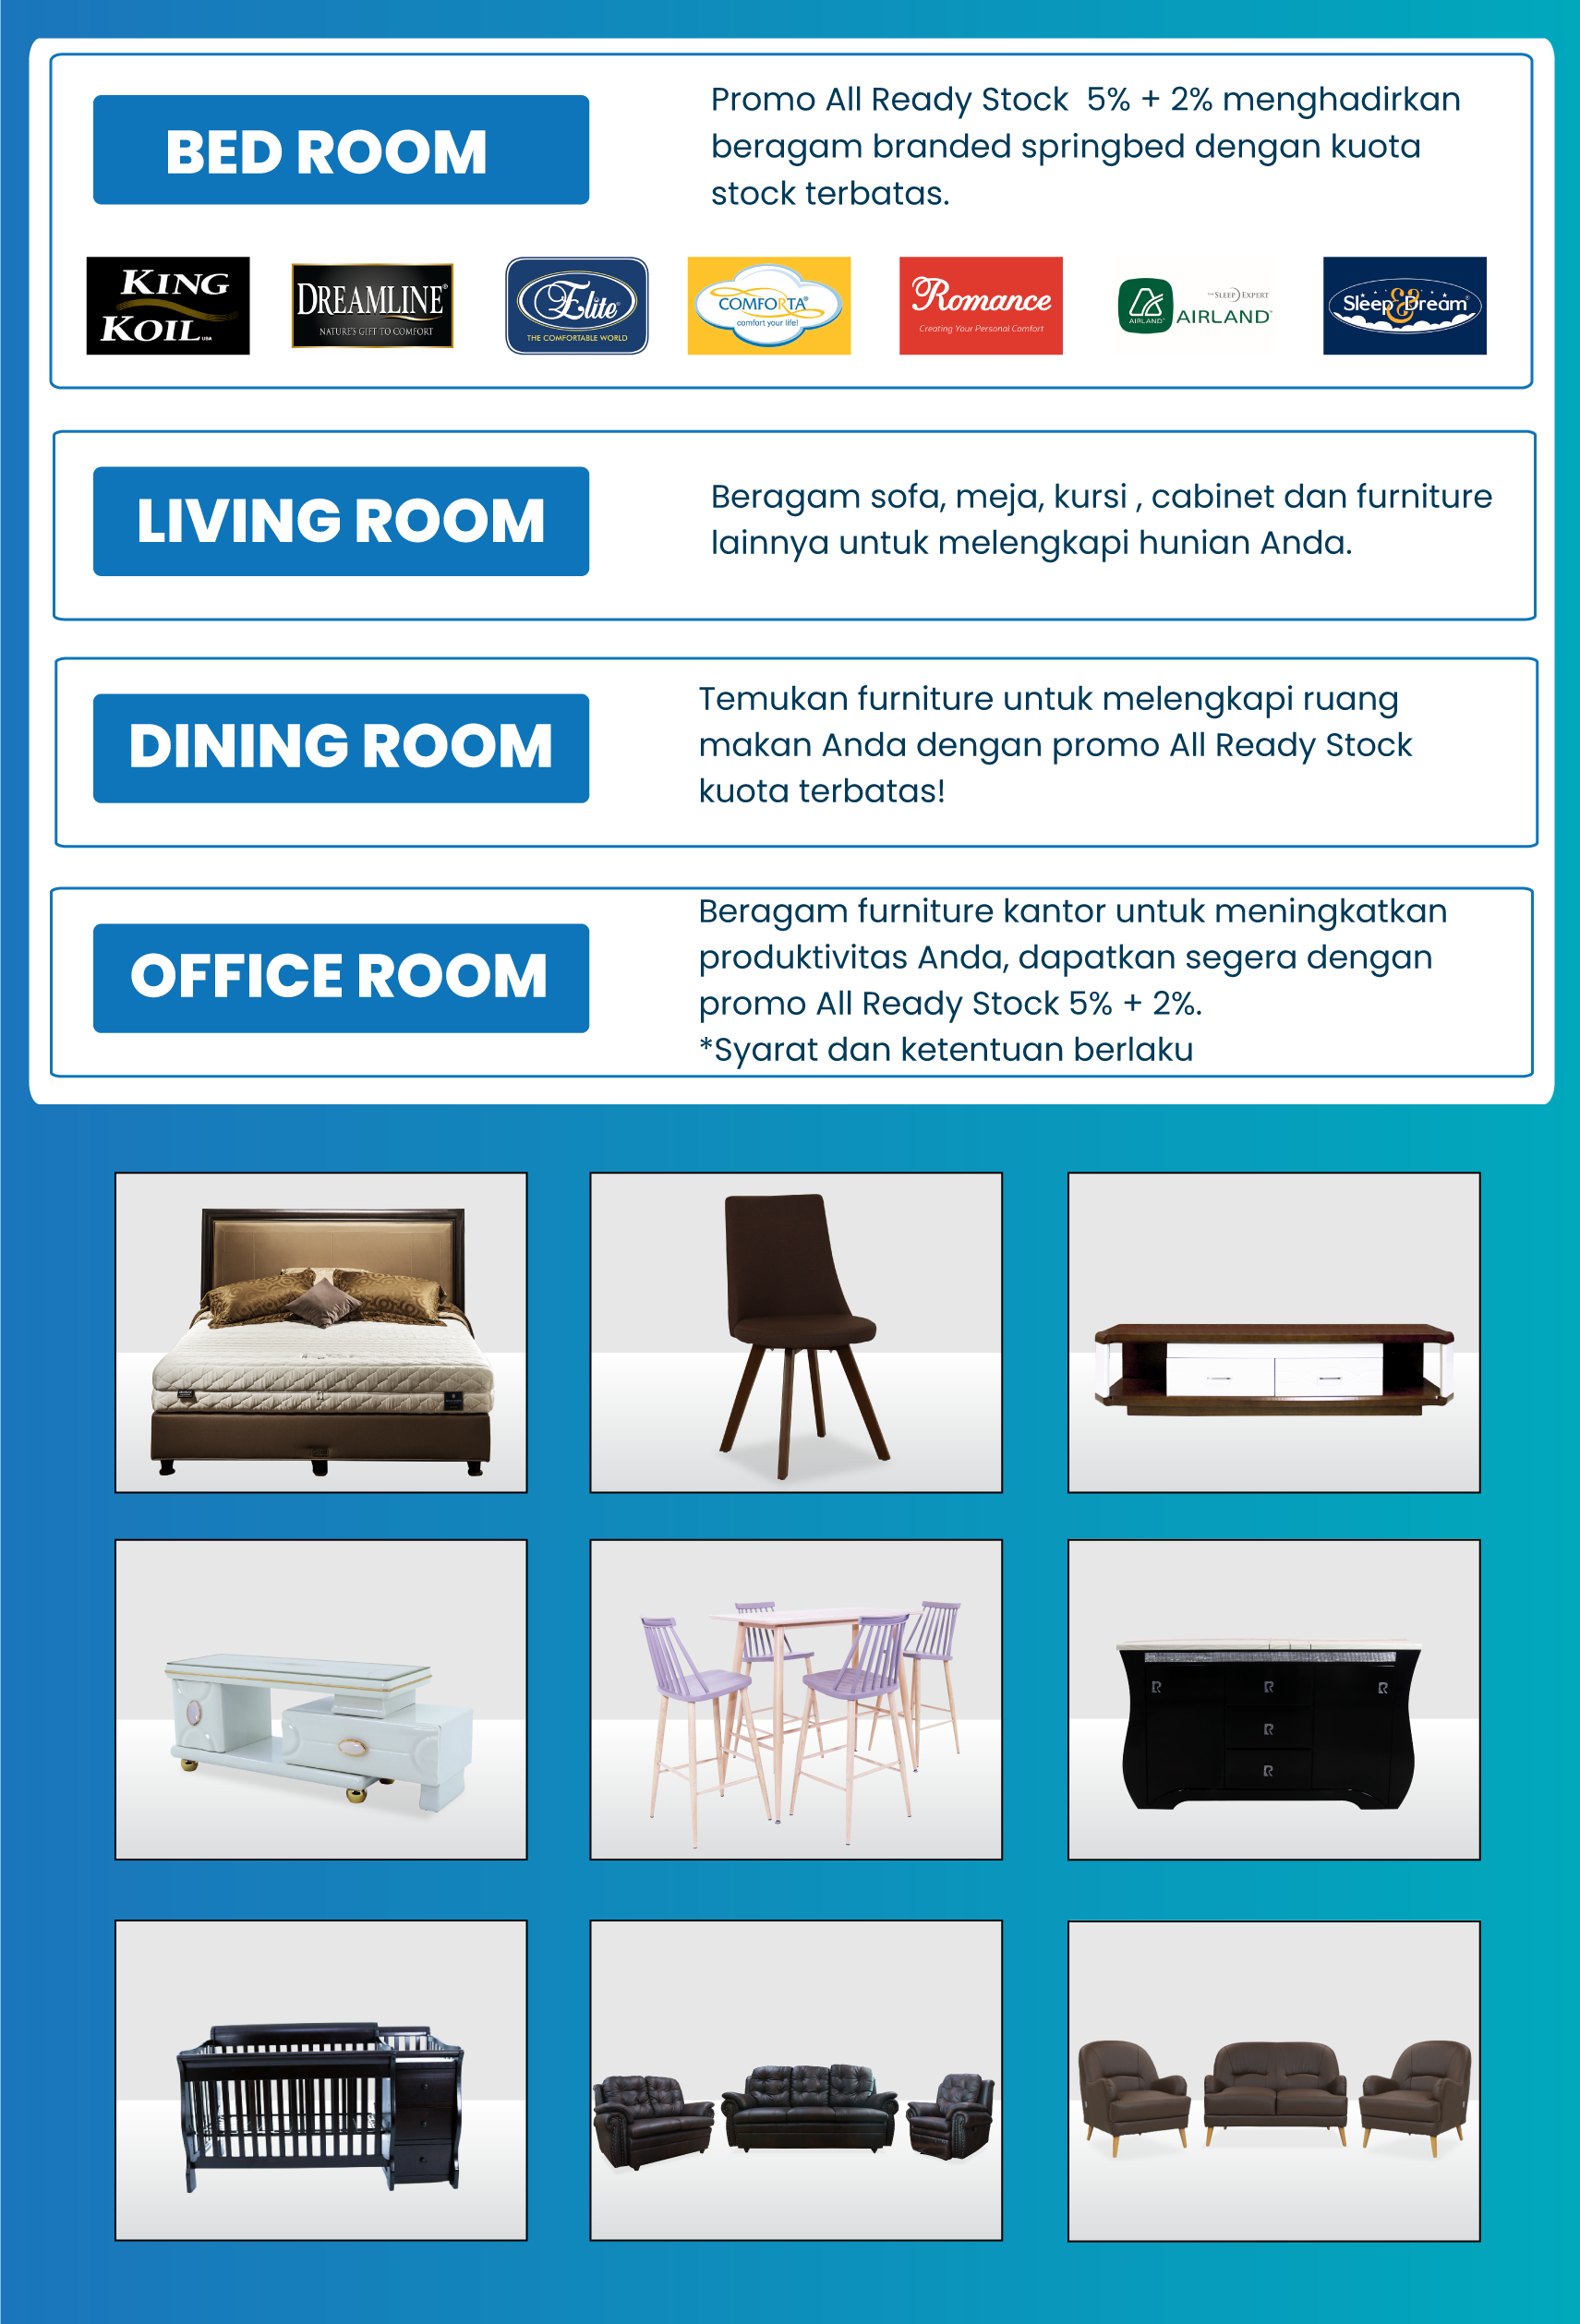 BED ROOM
Promo All Ready Stock 5% + 2% menghadirkan
beragam branded springbed dengan kuota
stock terbatas.
KING
KOIL USA
DREAMLINE®
NATURE'S GIFT TO COMFORT
Elite®
THE COMFORTABLE WORLD
COMFORTA®
comfort your life!
Romance
Creating Your Personal Comfort
AIRLAND®
THE SLEEP EXPERT
AIRLAND®
Sleep & Dream®
LIVING ROOM
Beragam sofa, meja, kursi , cabinet dan furniture
lainnya untuk melengkapi hunian Anda.
DINING ROOM
Temukan furniture untuk melengkapi ruang
makan Anda dengan promo All Ready Stock
kuota terbatas!
OFFICE ROOM
Beragam furniture kantor untuk meningkatkan
produktivitas Anda, dapatkan segera dengan
promo All Ready Stock 5% + 2%.
*Syarat dan ketentuan berlaku